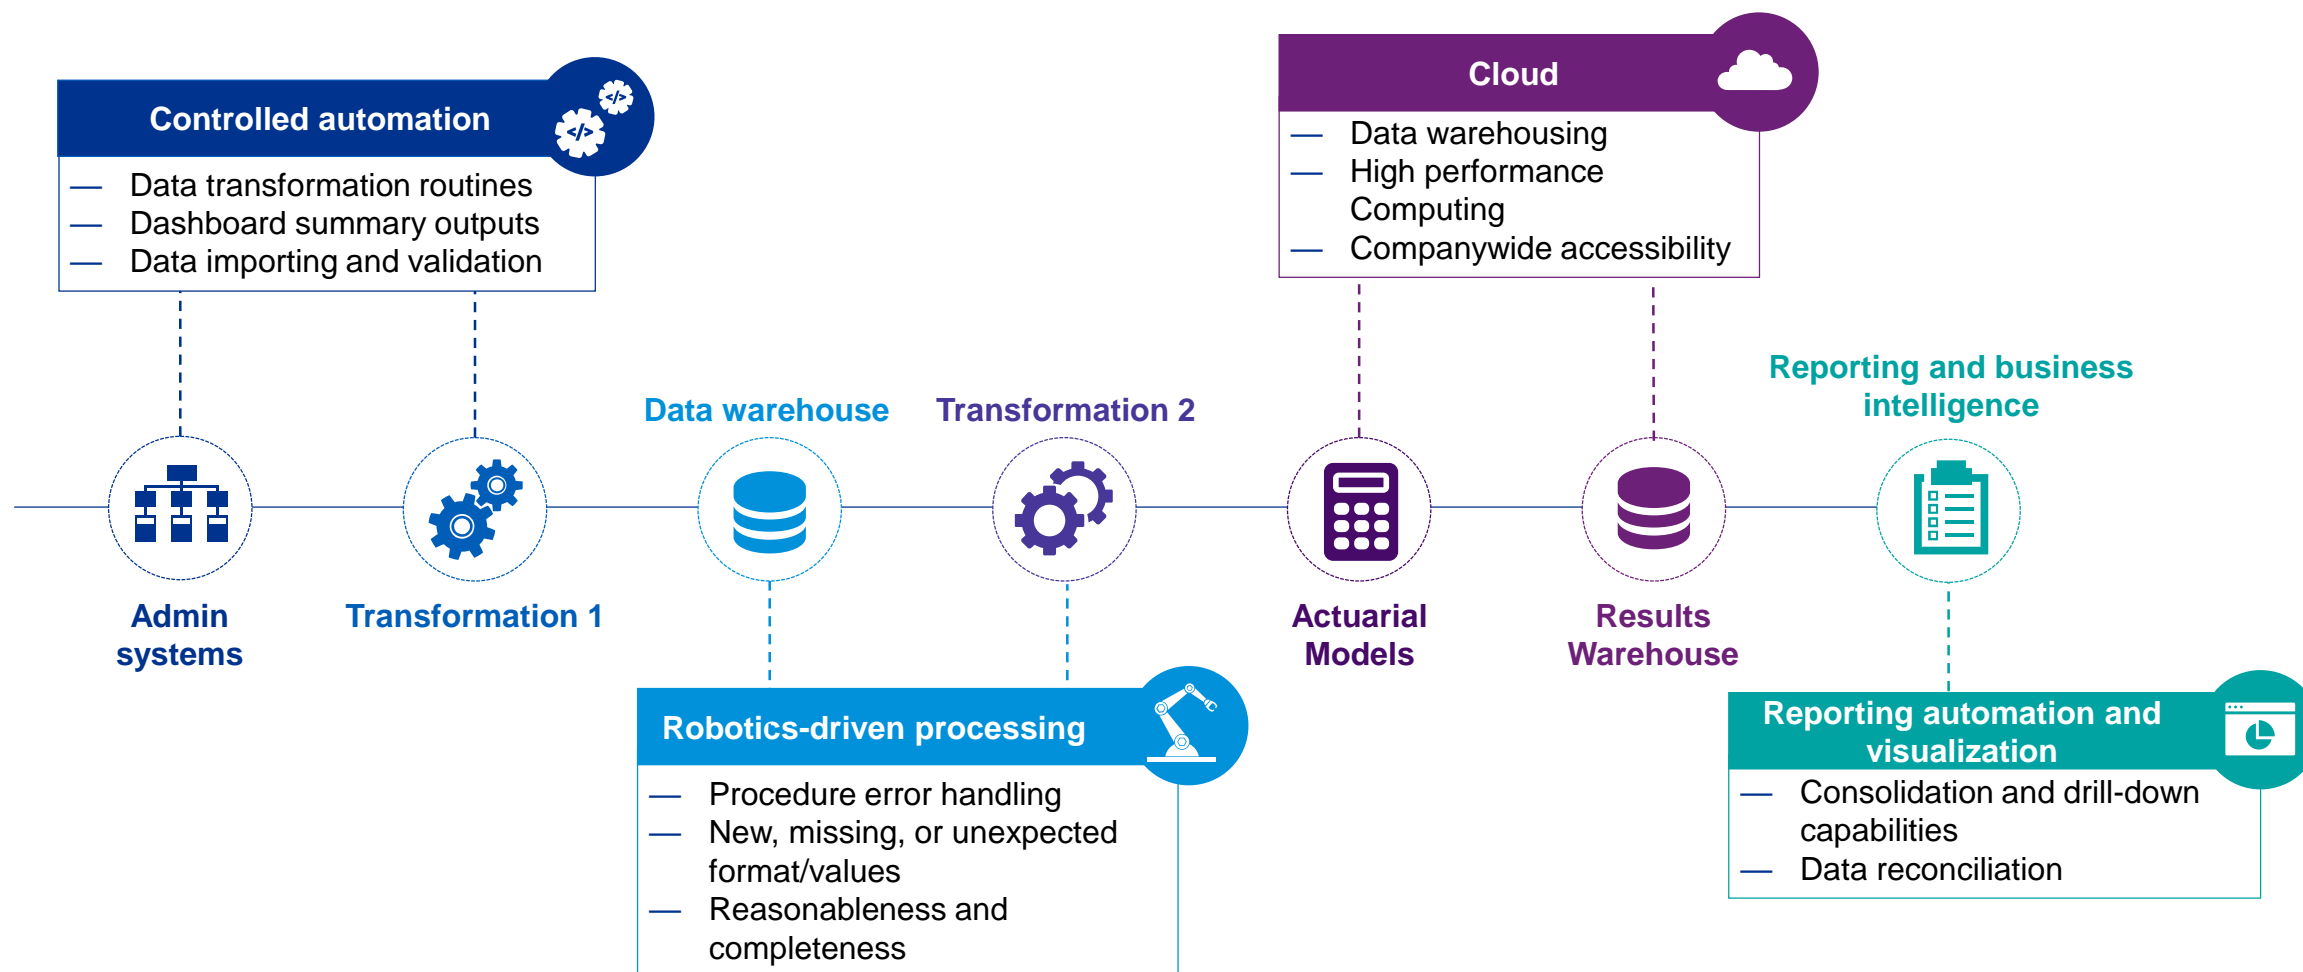 Controlled automation
— Data transformation routines
— Dashboard summary outputs
— Data importing and validation
Cloud
— Data warehousing
— High performance
Computing
— Companywide accessibility
Admin
systems
Transformation 1
Data warehouse
Transformation 2
Actuarial
Models
Results
Warehouse
Reporting and business
intelligence
Robotics-driven processing
— Procedure error handling
— New, missing, or unexpected
format/values
— Reasonableness and
completeness
Reporting automation and
visualization
— Consolidation and drill-down
capabilities
— Data reconciliation